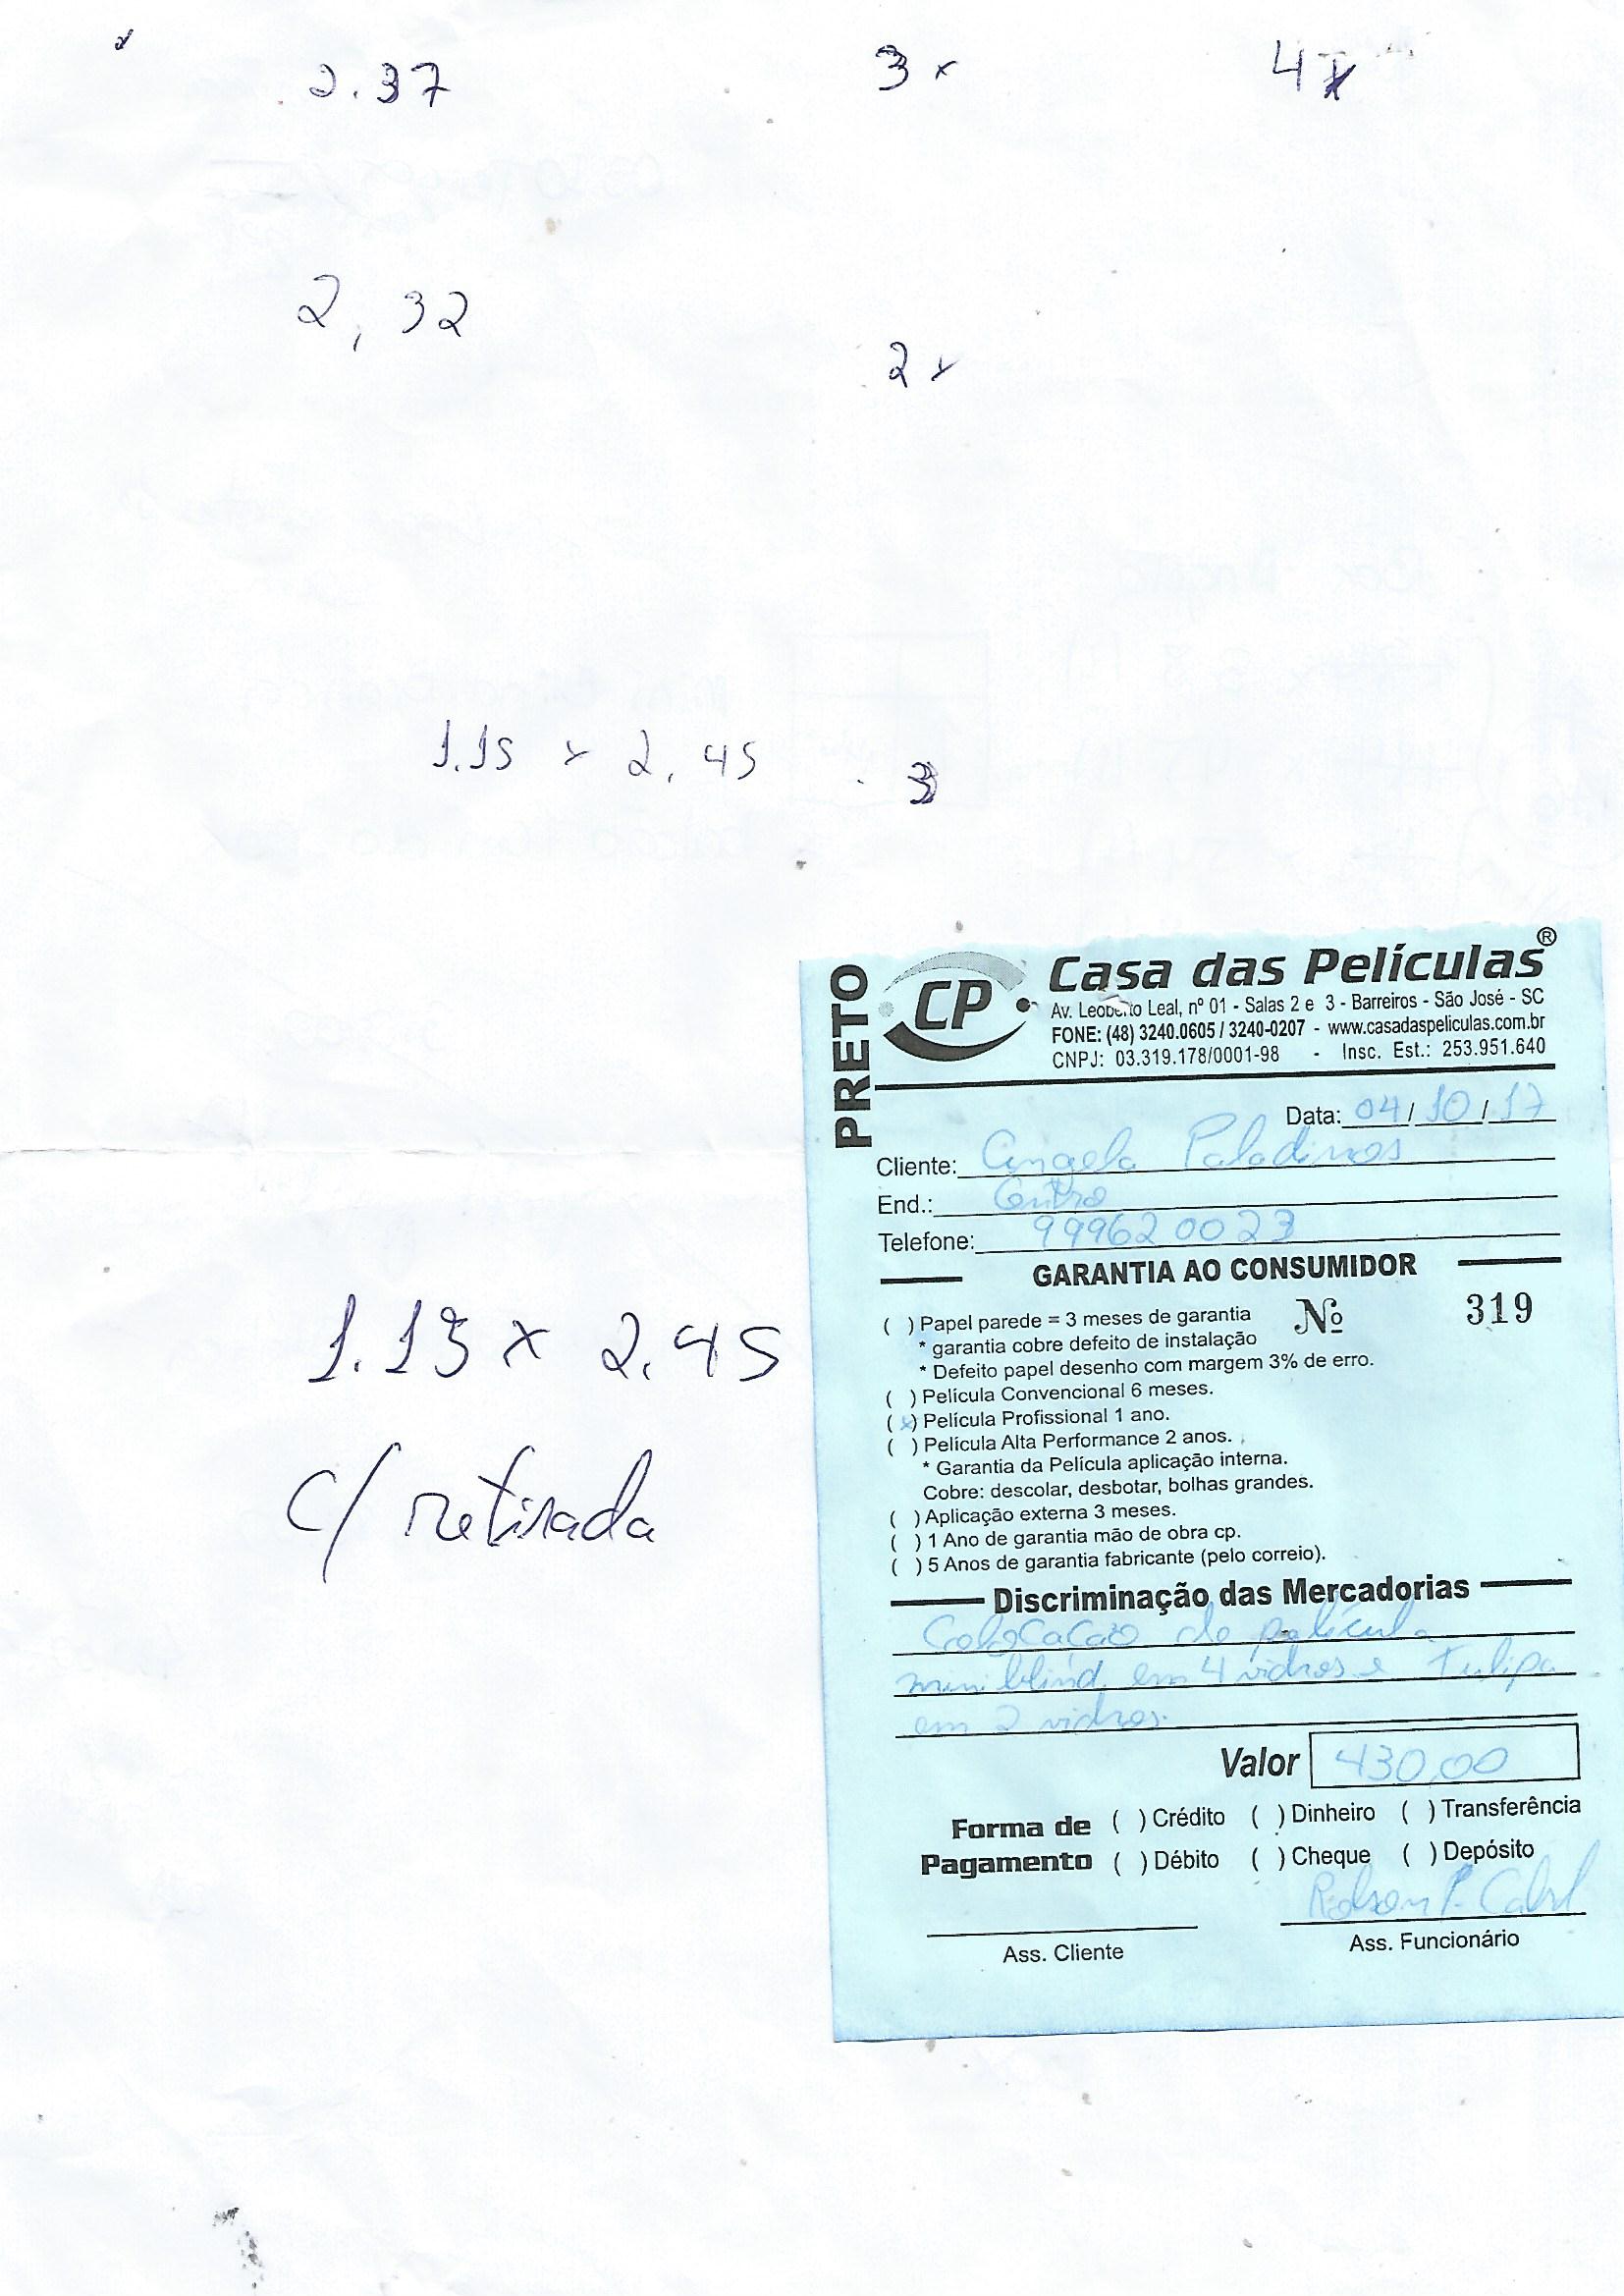 2.37 3x 4x
2,32
2x
1.15 x 2,45 3
PRETO
CP
Casa das Películas®
Av. Leoberto Leal, nº 01 - Salas 2 e 3 - Barreiros - São José - SC
FONE: (48) 3240.0605 / 3240-0207 - www.casadaspeliculas.com.br
CNPJ: 03.319.178/0001-98 - Insc. Est.: 253.951.640
Data: 04/10/17
Cliente: Angela Paladinos
End.: Centro
Telefone: 999620023
GARANTIA AO CONSUMIDOR
( ) Papel parede = 3 meses de garantia Nº 319
* garantia cobre defeito de instalação
* Defeito papel desenho com margem 3% de erro.
( ) Película Convencional 6 meses.
(x) Película Profissional 1 ano.
( ) Película Alta Performance 2 anos.
* Garantia da Película aplicação interna.
Cobre: descolar, desbotar, bolhas grandes.
( ) Aplicação externa 3 meses.
( ) 1 Ano de garantia mão de obra cp.
( ) 5 Anos de garantia fabricante (pelo correio).
Discriminação das Mercadorias
Colocação de película
mini blind em 4 vidros e Tulipa
em 2 vidros.
Valor 430,00
Forma de ( ) Crédito ( ) Dinheiro ( ) Transferência
Pagamento ( ) Débito ( ) Cheque ( ) Depósito
Robson P. Cabral
Ass. Cliente Ass. Funcionário
1.15 x 2.45
c/ retirada